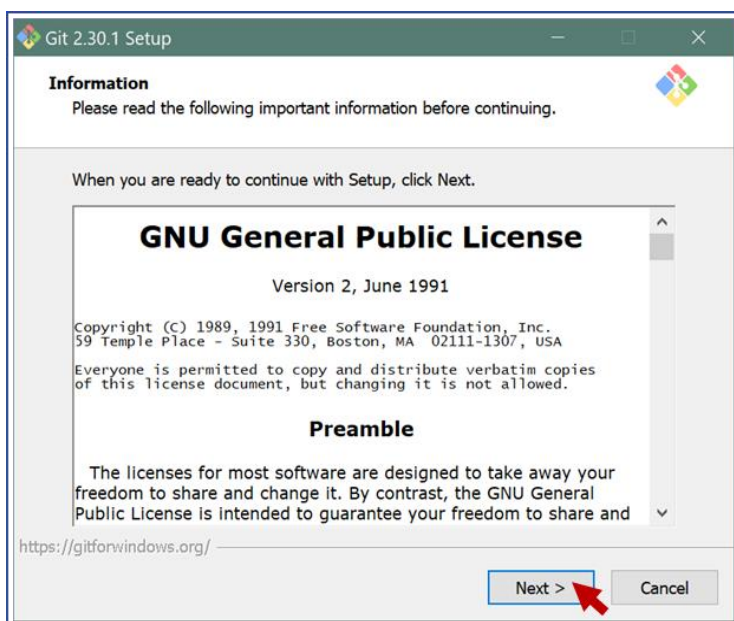 Git 2.30.1 Setup
Information
Please read the following important information before continuing.
When you are ready to continue with Setup, click Next.
GNU General Public License
Version 2, June 1991
Copyright (C) 1989, 1991 Free Software Foundation, Inc.
59 Temple Place - Suite 330, Boston, MA  02111-1307, USA
Everyone is permitted to copy and distribute verbatim copies
of this license document, but changing it is not allowed.
Preamble
The licenses for most software are designed to take away your
freedom to share and change it. By contrast, the GNU General
Public License is intended to guarantee your freedom to share and
https://gitforwindows.org/
Next > Cancel